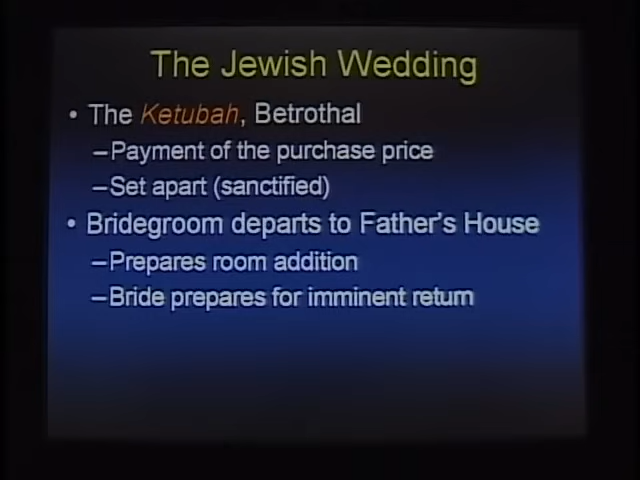 The Jewish Wedding
• The Ketubah, Betrothal
–Payment of the purchase price
–Set apart (sanctified)
• Bridegroom departs to Father's House
–Prepares room addition
–Bride prepares for imminent return